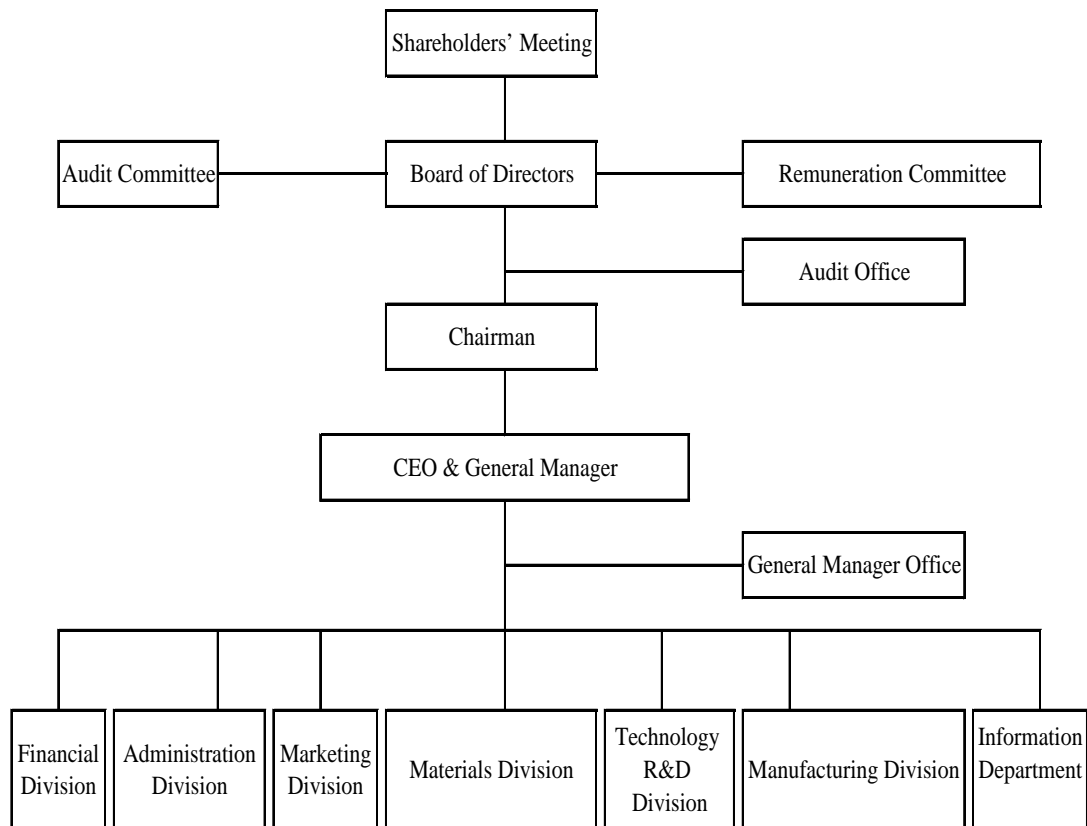 Shareholders’ Meeting
Audit Committee
Board of Directors
Remuneration Committee
Audit Office
Chairman
CEO & General Manager
General Manager Office
Financial
Division
Administration
Division
Marketing
Division
Materials Division
Technology
R&D
Division
Manufacturing Division
Information
Department